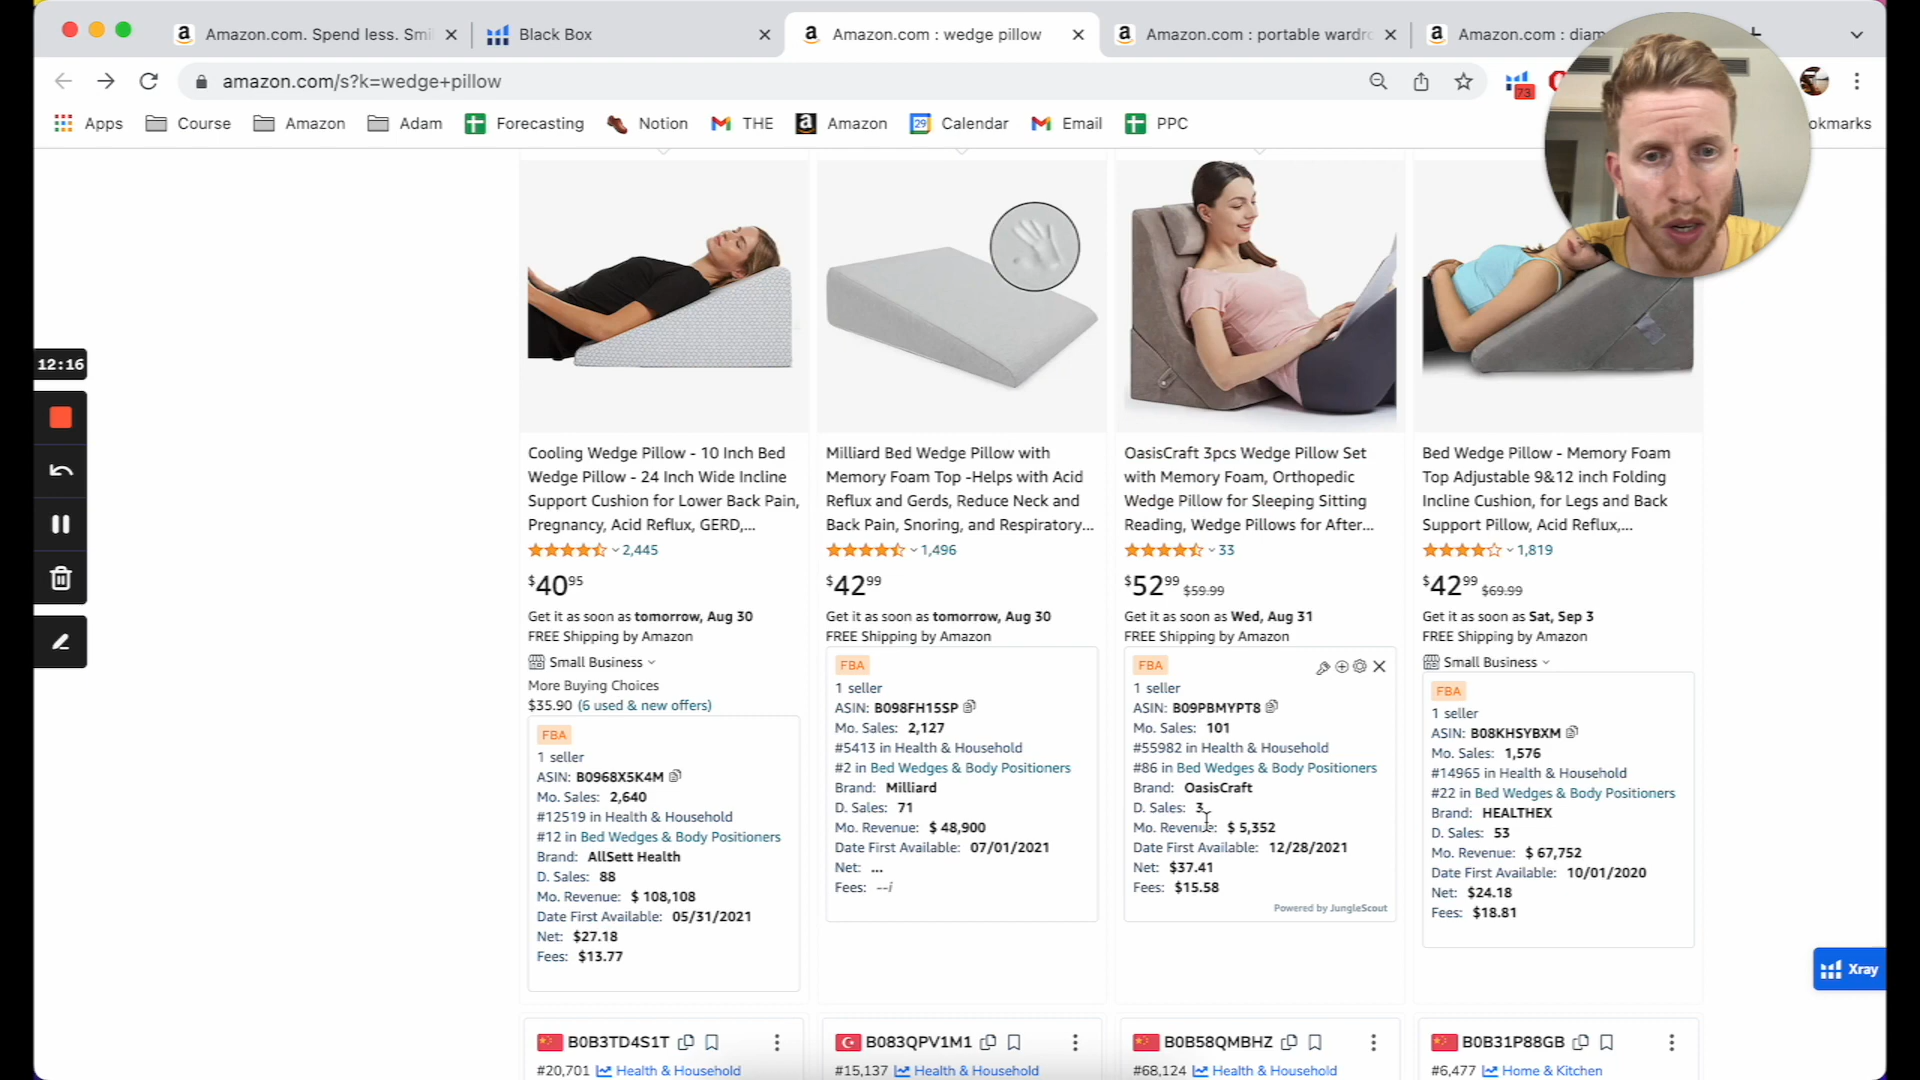 Amazon.com. Spend less. Smi
Black Box
Amazon.com : wedge pillow
Amazon.com : portable wardro
Amazon.com : diam
amazon.com/s?k=wedge+pillow
73
Apps
Course
Amazon
Adam
Forecasting
Notion
THE
Amazon
29
Calendar
Email
PPC
okmarks
12:16
Cooling Wedge Pillow - 10 Inch Bed
Wedge Pillow - 24 Inch Wide Incline
Support Cushion for Lower Back Pain,
Pregnancy, Acid Reflux, GERD,...
2,445
$40.95
Get it as soon as tomorrow, Aug 30
FREE Shipping by Amazon
Small Business
More Buying Choices
$35.90 (6 used & new offers)
FBA
1 seller
ASIN: B0968X5K4M
Mo. Sales: 2,640
#12519 in Health & Household
#12 in Bed Wedges & Body Positioners
Brand: AllSett Health
D. Sales: 88
Mo. Revenue: $ 108,108
Date First Available: 05/31/2021
Net: $27.18
Fees: $13.77
Milliard Bed Wedge Pillow with
Memory Foam Top -Helps with Acid
Reflux and Gerds, Reduce Neck and
Back Pain, Snoring, and Respiratory...
1,496
$42.99
Get it as soon as tomorrow, Aug 30
FREE Shipping by Amazon
FBA
1 seller
ASIN: B098FH15SP
Mo. Sales: 2,127
#5413 in Health & Household
#2 in Bed Wedges & Body Positioners
Brand: Milliard
D. Sales: 71
Mo. Revenue: $ 48,900
Date First Available: 07/01/2021
Net: ...
Fees: --i
OasisCraft 3pcs Wedge Pillow Set
with Memory Foam, Orthopedic
Wedge Pillow for Sleeping Sitting
Reading, Wedge Pillows for After...
33
$52.99 $59.99
Get it as soon as Wed, Aug 31
FREE Shipping by Amazon
FBA
1 seller
ASIN: B09PBMYPT8
Mo. Sales: 101
#55982 in Health & Household
#86 in Bed Wedges & Body Positioners
Brand: OasisCraft
D. Sales: 3
Mo. Revenue: $ 5,352
Date First Available: 12/28/2021
Net: $37.41
Fees: $15.58
Powered by JungleScout
Bed Wedge Pillow - Memory Foam
Top Adjustable 9&12 inch Folding
Incline Cushion, for Legs and Back
Support Pillow, Acid Reflux,...
1,819
$42.99 $69.99
Get it as soon as Sat, Sep 3
FREE Shipping by Amazon
Small Business
FBA
1 seller
ASIN: B08KHSYBXM
Mo. Sales: 1,576
#14965 in Health & Household
#22 in Bed Wedges & Body Positioners
Brand: HEALTHEX
D. Sales: 53
Mo. Revenue: $ 67,752
Date First Available: 10/01/2020
Net: $24.18
Fees: $18.81
Xray
B0B3TD4S1T
#20,701 Health & Household
B083QPV1M1
#15,137 Health & Household
B0B58QMBHZ
#68,124 Health & Household
B0B31P88GB
#6,477 Home & Kitchen